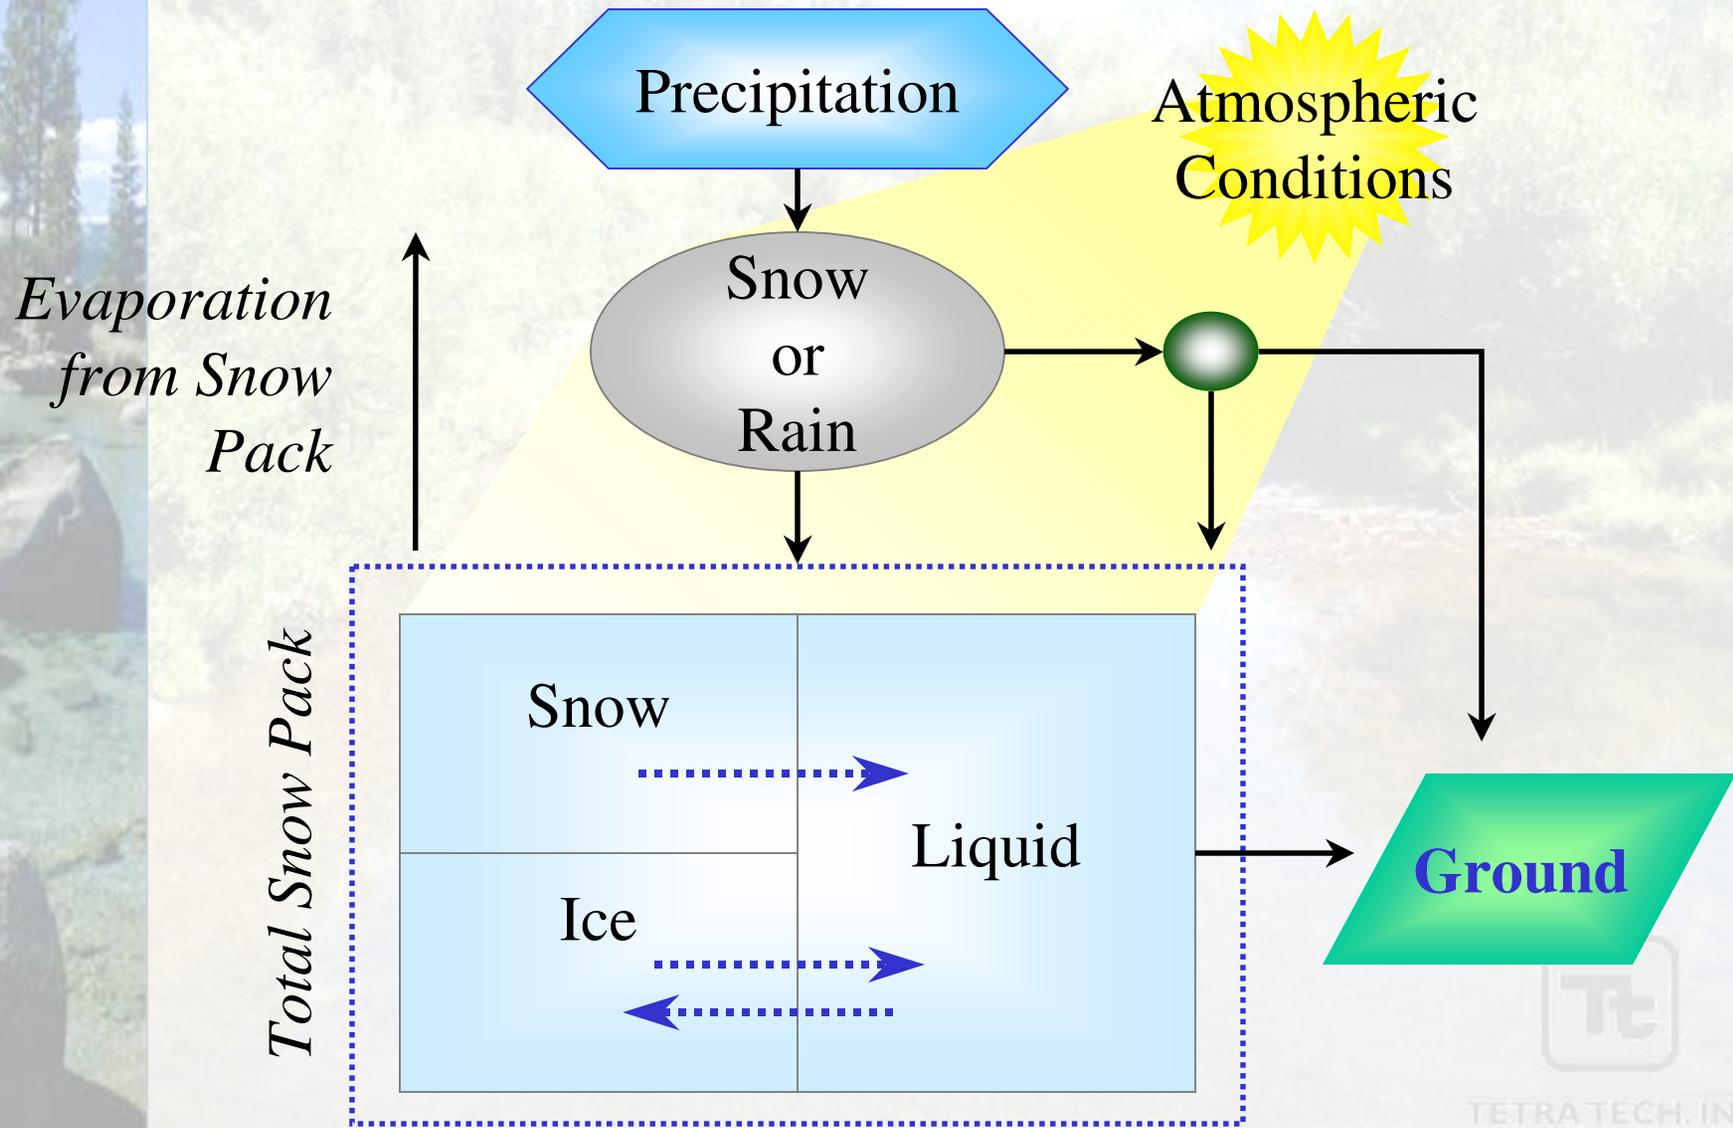 Precipitation
Atmospheric
Conditions
Evaporation
from Snow
Pack
Snow
or
Rain
Total Snow Pack
Snow
Liquid
Ice
Ground
Tt
TETRA TECH, IN